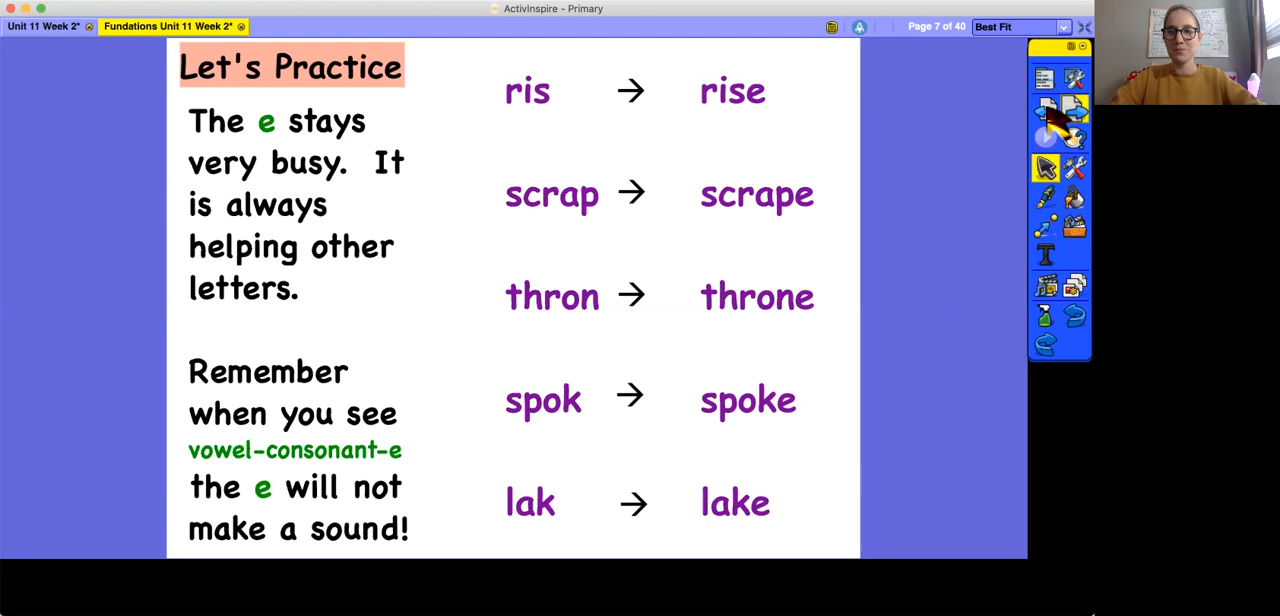 ActivInspire - Primary
Unit 11 Week 2*
Fundations Unit 11 Week 2*
Page 7 of 40
Best Fit
Let's Practice
The e stays
very busy. It
is always
helping other
letters.
Remember
when you see
vowel-consonant-e
the e will not
make a sound!
ris → rise
scrap → scrape
thron → throne
spok → spoke
lak → lake